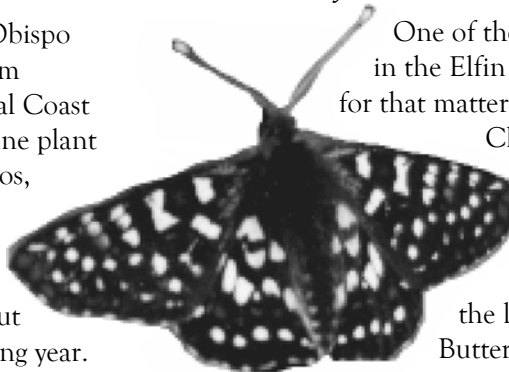 Obispo
m
al Coast
ne plant
os,
ut
ng year.
One of the
in the Elfin
for that matter
the
Butter